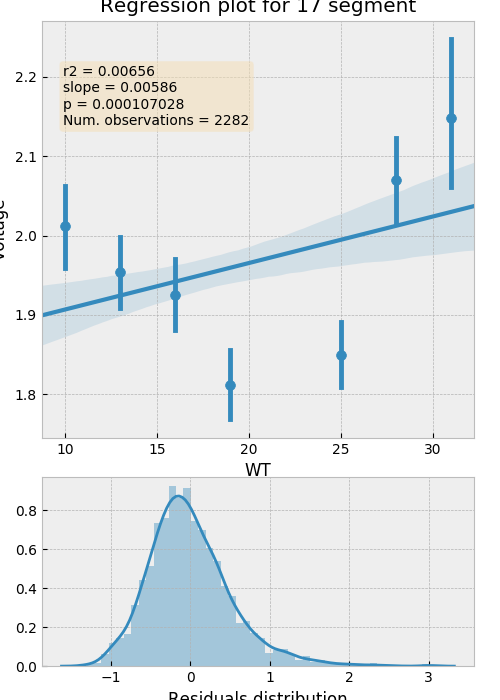 Regression plot for 17 segment
r2 = 0.00656
slope = 0.00586
p = 0.000107028
Num. observations = 2282
Voltage
2.2
2.1
2.0
1.9
1.8
10 15 20 25 30
WT
0.8
0.6
0.4
0.2
0.0
−1 0 1 2 3
Residuals distribution